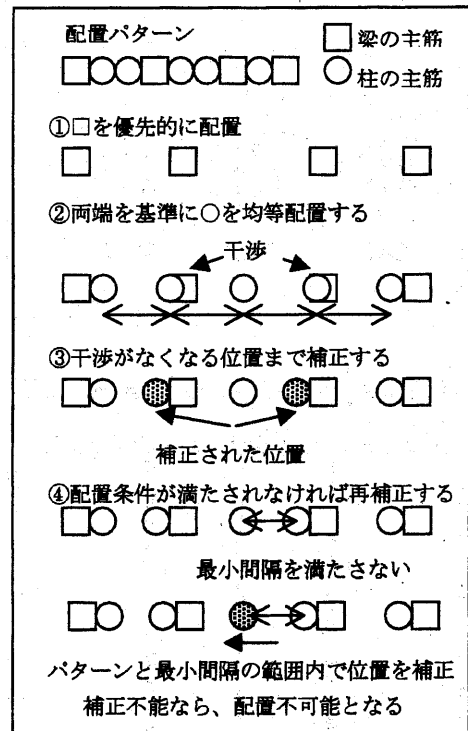 配置パターン
□梁の主筋
○柱の主筋
①□を優先的に配置
②両端を基準に○を均等配置する
干渉
③干渉がなくなる位置まで補正する
補正された位置
④配置条件が満たされなければ再補正する
最小間隔を満たさない
パターンと最小間隔の範囲内で位置を補正
補正不能なら、配置不可能となる